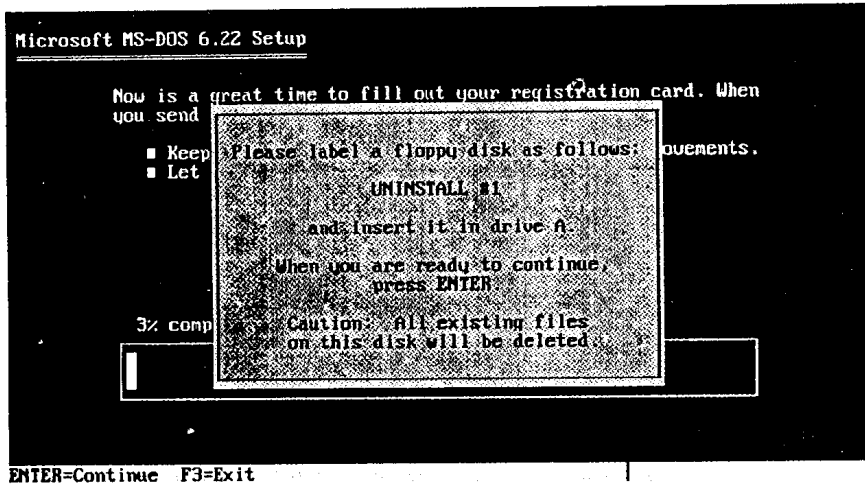 Microsoft MS-DOS 6.22 Setup
Now is a great time to fill out your registration card. When
you send
■ Keep
ovements.
■ Let
Please label a floppy disk as follows:
UNINSTALL #1
and insert it in drive A.
When you are ready to continue,
press ENTER.
Caution: All existing files
on this disk will be deleted.
3% comp
ENTER=Continue F3=Exit